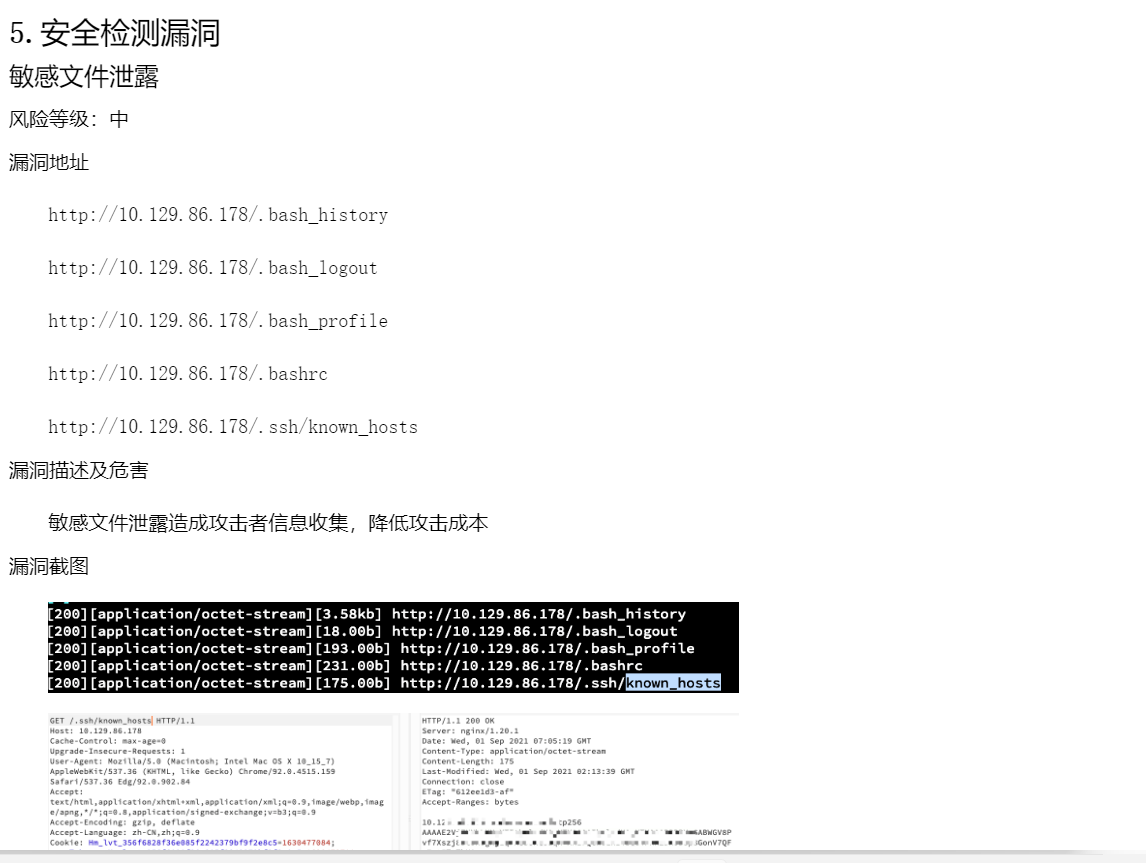 5. 安全检测漏洞
敏感文件泄露
风险等级：中
漏洞地址
http://10.129.86.178/.bash_history
http://10.129.86.178/.bash_logout
http://10.129.86.178/.bash_profile
http://10.129.86.178/.bashrc
http://10.129.86.178/.ssh/known_hosts
漏洞描述及危害
敏感文件泄露造成攻击者信息收集，降低攻击成本
漏洞截图
[200][application/octet-stream][3.58kb] http://10.129.86.178/.bash_history
[200][application/octet-stream][18.00b] http://10.129.86.178/.bash_logout
[200][application/octet-stream][193.00b] http://10.129.86.178/.bash_profile
[200][application/octet-stream][231.00b] http://10.129.86.178/.bashrc
[200][application/octet-stream][175.00b] http://10.129.86.178/.ssh/known_hosts
GET /.ssh/known_hosts HTTP/1.1
Host: 10.129.86.178
Cache-Control: max-age=0
Upgrade-Insecure-Requests: 1
User-Agent: Mozilla/5.0 (Macintosh; Intel Mac OS X 10_15_7)
AppleWebKit/537.36 (KHTML, like Gecko) Chrome/92.0.4515.159
Safari/537.36 Edg/92.0.902.84
Accept:
text/html,application/xhtml+xml,application/xml;q=0.9,image/webp,imag
e/apng,*/*;q=0.8,application/signed-exchange;v=b3;q=0.9
Accept-Encoding: gzip, deflate
Accept-Language: zh-CN,zh;q=0.9
Cookie: Hm_lvt_356f6828f36e085f2242379bf9f2e8c5=1630477084;
HTTP/1.1 200 OK
Server: nginx/1.20.1
Date: Wed, 01 Sep 2021 07:05:19 GMT
Content-Type: application/octet-stream
Content-Length: 175
Last-Modified: Wed, 01 Sep 2021 02:13:39 GMT
Connection: close
ETag: "612ee1d3-af"
Accept-Ranges: bytes